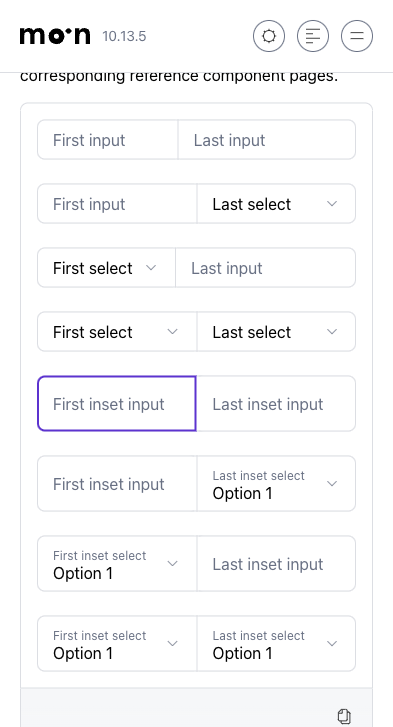 moon 10.13.5
corresponding reference component pages.
First input Last input
First input Last select
First select Last input
First select Last select
First inset input Last inset input
First inset input Last inset select
Option 1
First inset select Last inset input
Option 1
First inset select Last inset select
Option 1 Option 1